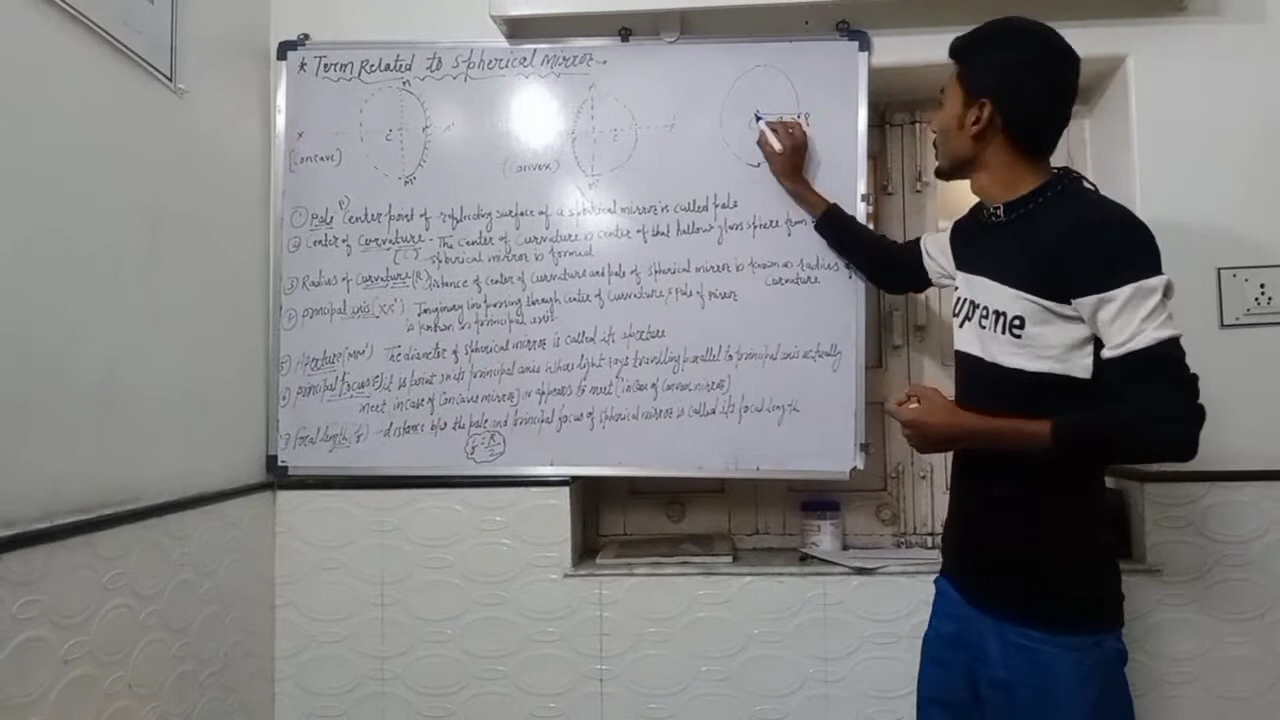 * Term Related to Spherical mirror.
M
X
C
P
X'
M'
(concave)
C
M'
(convex)
P
① Pole (P) Center point of reflecting surface of a spherical mirror is called pole
② Center of Curvature - The center of Curvature is center of that hallow glass sphere from
(C) spherical mirror is formed
③ Radius of Curvature (R) Distance of center of curvature and pole of spherical mirror is known as radius of
Curvature
④ principal axis (XX') Imaginary line passing through center of curvature & pole of mirror
is known as principal axis.
⑤ Aperture (MM') The diameter of spherical mirror is called its aperture
⑥ principal focus (F) it is point on its principal axis where light rays travelling parallel to principal axis actually
meet (in case of Concave mirror) or appears to meet (in case of Convex mirror)
⑦ focal length (f) - distance b/w the pole and principal focus of spherical mirror is called its focal length
f = R/2
Supreme